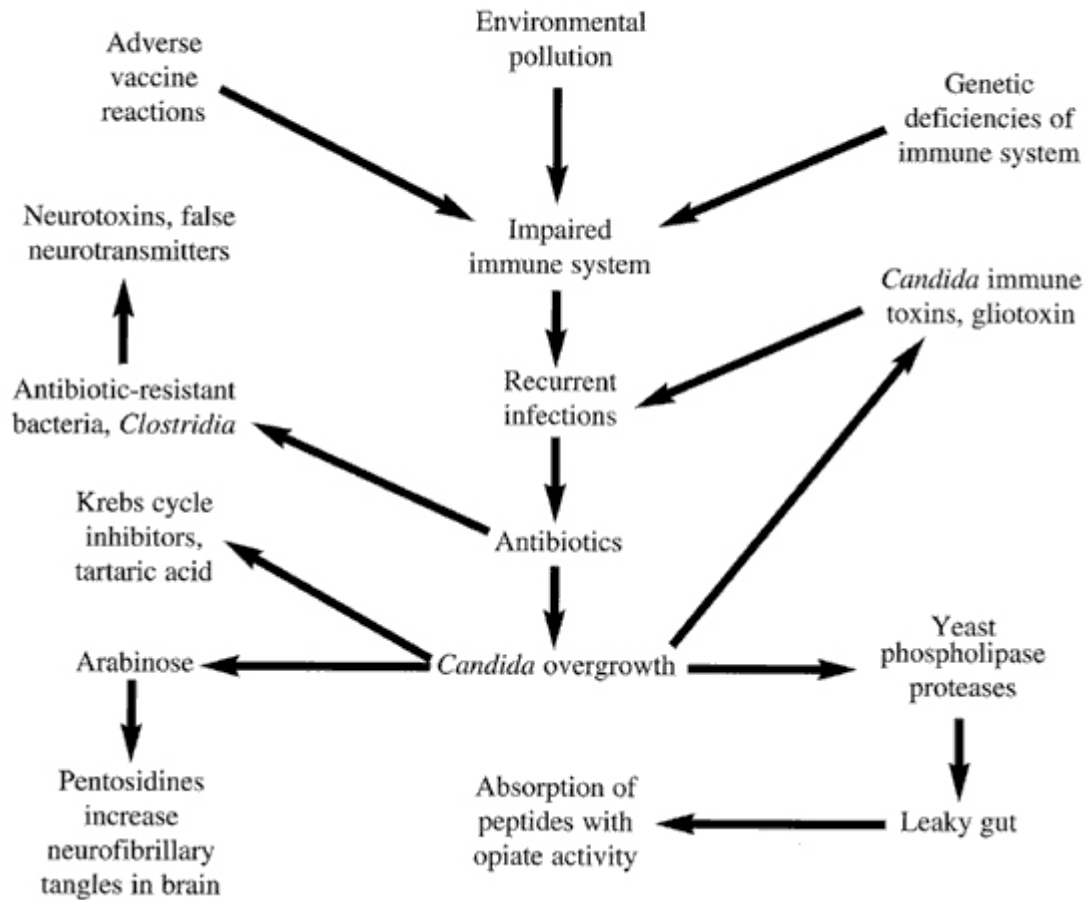 Environmental
pollution
Adverse
vaccine
reactions
Genetic
deficiencies of
immune system
Neurotoxins, false
neurotransmitters
Impaired
immune system
Candida immune
toxins, gliotoxin
Antibiotic-resistant
bacteria, Clostridia
Recurrent
infections
Krebs cycle
inhibitors,
tartaric acid
Antibiotics
Arabinose
Candida overgrowth
Yeast
phospholipase
proteases
Pentosidines
increase
neurofibrillary
tangles in brain
Absorption of
peptides with
opiate activity
Leaky gut